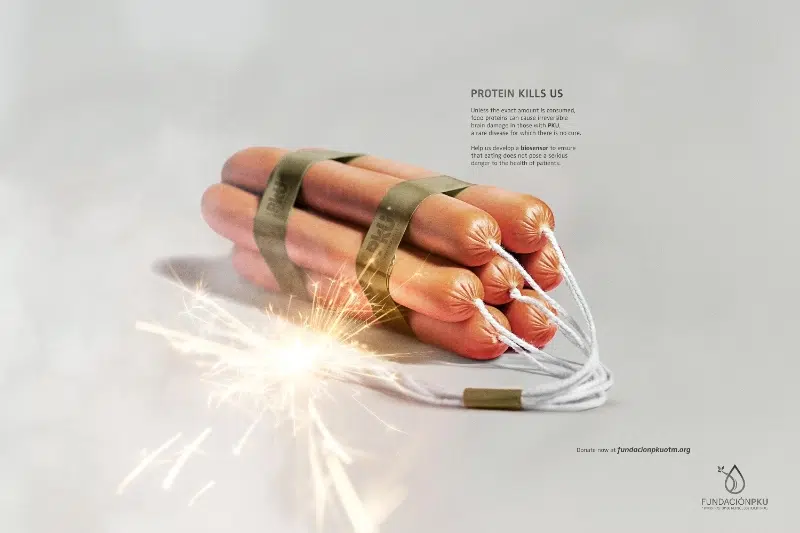 PROTEIN KILLS US
Unless the exact amount is consumed,
food proteins can cause irreversible
brain damage in those with PKU,
a rare disease for which there is no cure.
Help us develop a biosensor to ensure
that eating does not pose a serious
danger to the health of patients.
PKU
PKU
Donate now at fundacionpkuotm.org
FUNDACIÓNPKU